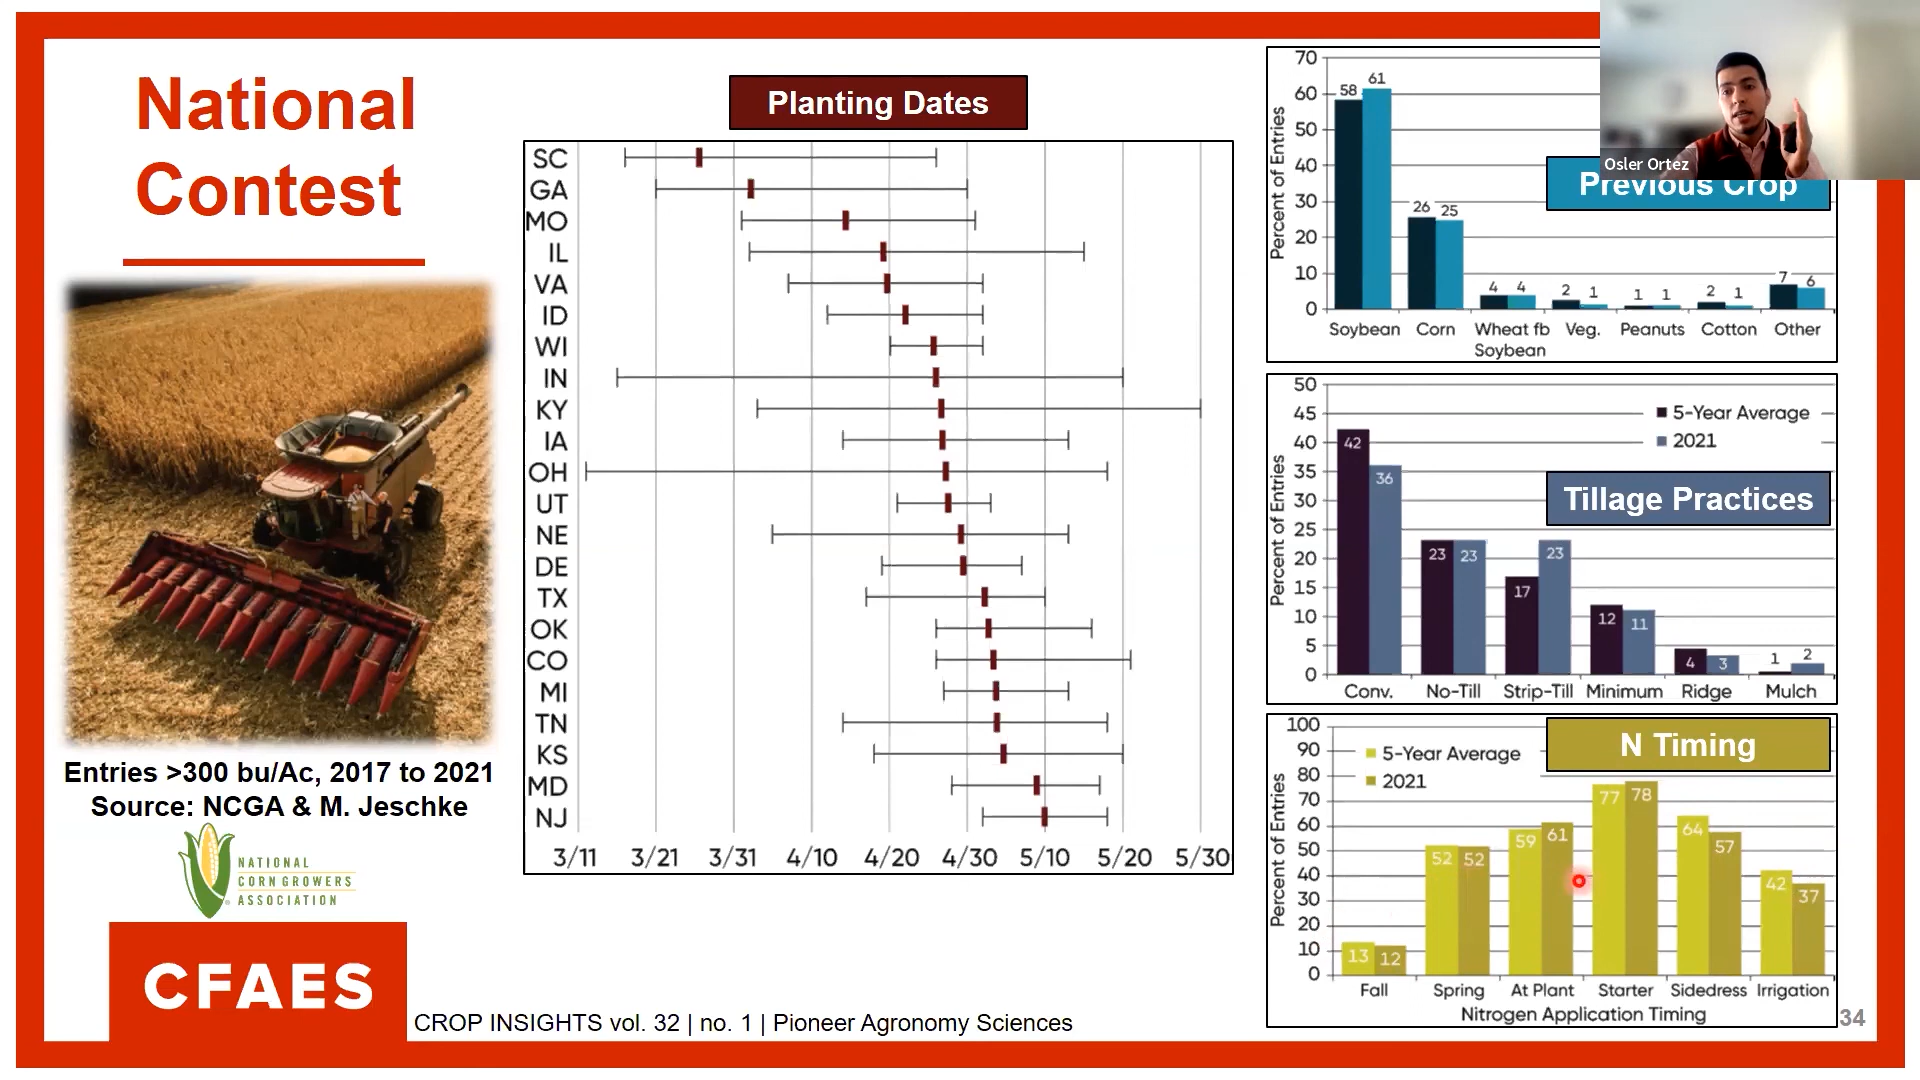 National
Contest
Entries >300 bu/Ac, 2017 to 2021
Source: NCGA & M. Jeschke
NATIONAL
CORN GROWERS
ASSOCIATION
CFAES
CROP INSIGHTS vol. 32 | no. 1 | Pioneer Agronomy Sciences
Planting Dates
SC
GA
MO
IL
VA
ID
WI
IN
KY
IA
OH
UT
NE
DE
TX
OK
CO
MI
TN
KS
MD
NJ
3/11 3/21 3/31 4/10 4/20 4/30 5/10 5/20 5/30
Osler Ortez
Previous Crop
Percent of Entries
70
60
50
40
30
20
10
0
58 61
26 25
4 4
2 1
1 1
2 1
7 6
Soybean Corn Wheat fb Veg. Peanuts Cotton Other
Soybean
Tillage Practices
5-Year Average
2021
Percent of Entries
50
45
40
35
30
25
20
15
10
5
0
42 36
23 23
17 23
12 11
4 3
1 2
Conv. No-Till Strip-Till Minimum Ridge Mulch
N Timing
5-Year Average
2021
Percent of Entries
100
90
80
70
60
50
40
30
20
10
0
13 12
52 52
59 61
77 78
64 57
42 37
Fall Spring At Plant Starter Sidedress Irrigation
Nitrogen Application Timing
34